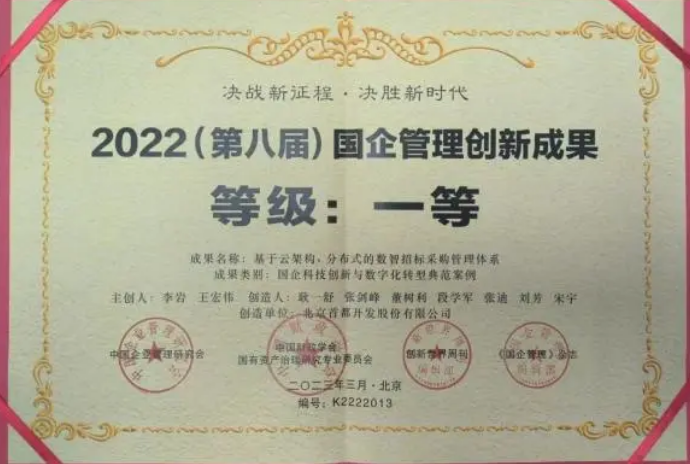 决战新征程·决胜新时代
2022(第八届)国企管理创新成果
等级：一等
成果名称：基于云架构、分布式的数智招标采购管理体系
成果类别：国企科技创新与数字化转型典范案例
主创人：李岩 王宏伟 创造人：耿一舒 张剑峰 董树利 段学军 张迪 刘芳 宋宇
创造单位：北京首都开发股份有限公司
中国企业管理研究会
中国财政学会
国有资产治理研究专业委员会
创新世界周刊
《国企管理》杂志
二〇二三年三月·北京
编号：K2222013